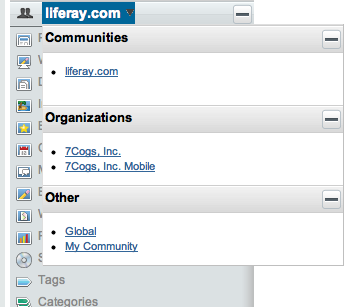 liferay.com
Communities
liferay.com
Organizations
7Cogs, Inc.
7Cogs, Inc. Mobile
Other
Global
My Community
Tags
Categories